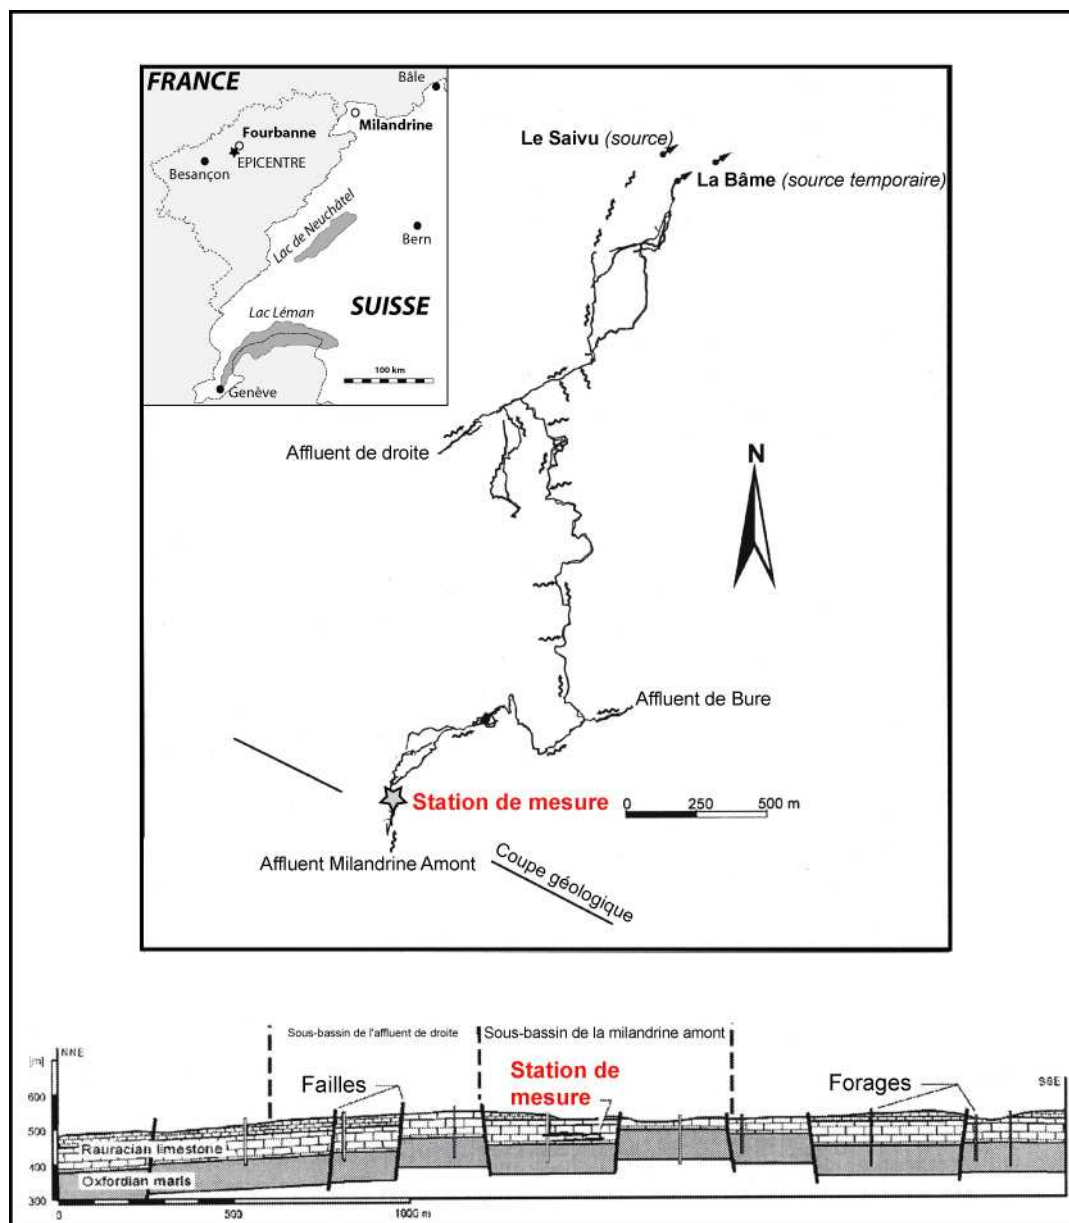 FRANCE
Bâle
Milandrine
Fourbanne
EPICENTRE
Besançon
Lac de Neuchâtel
Bern
SUISSE
Lac Léman
100 km
Genève
Le Saivu (source)
La Bâme (source temporaire)
Affluent de droite
N
Affluent de Bure
Station de mesure
0 250 500 m
Affluent Milandrine Amont
Coupe géologique
Sous-bassin de l'affluent de droite
Sous-bassin de la milandrine amont
[m]
NNE
Station de
mesure
Failles
Forages
SSE
600
500
Rauracian limestone
400
Oxfordian marls
300
0 500 1000 m